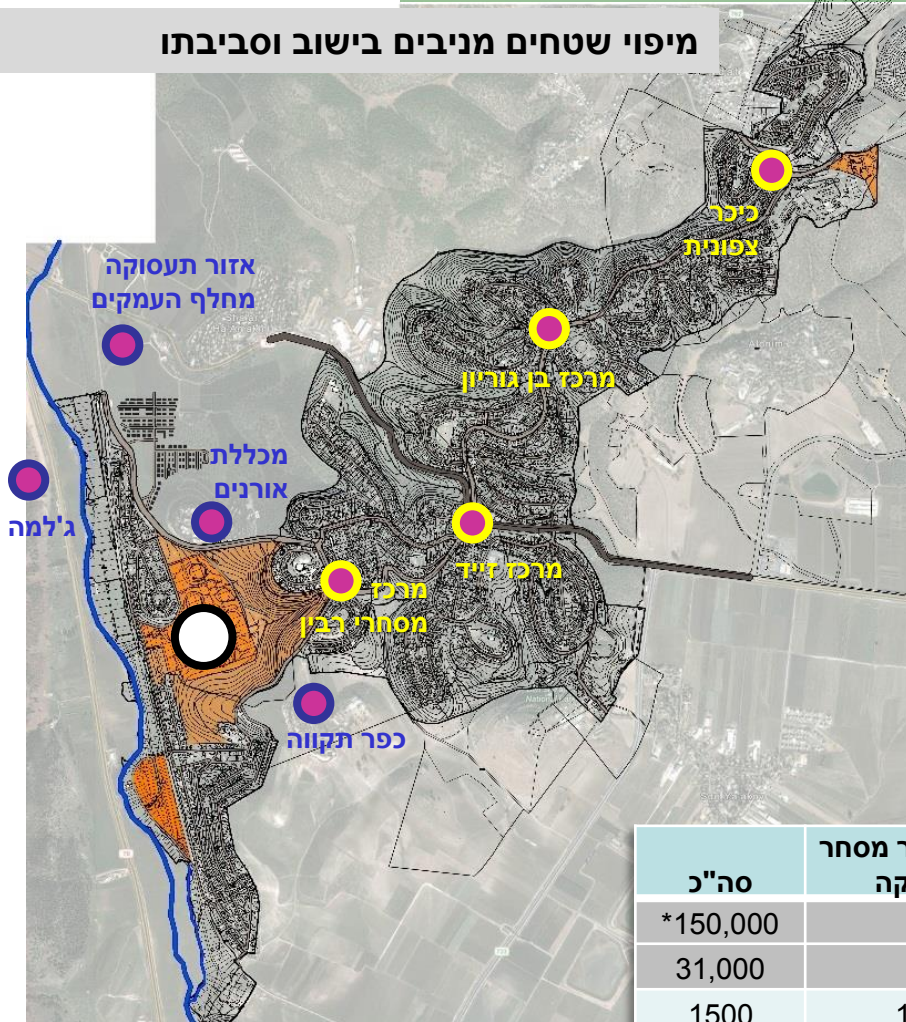 מיפוי שטחים מניבים בישוב וסביבתו
כיכר
צפונית
אזור תעסוקה
מחלף העמקים
מרכז בן גוריון
מכללת
אורנים
ג'למה
מרכז זייד
מרכז
מסחרי רבין
כפר תקווה
ר מסחר
קה
סה"כ
*150,000
31,000
1
1500